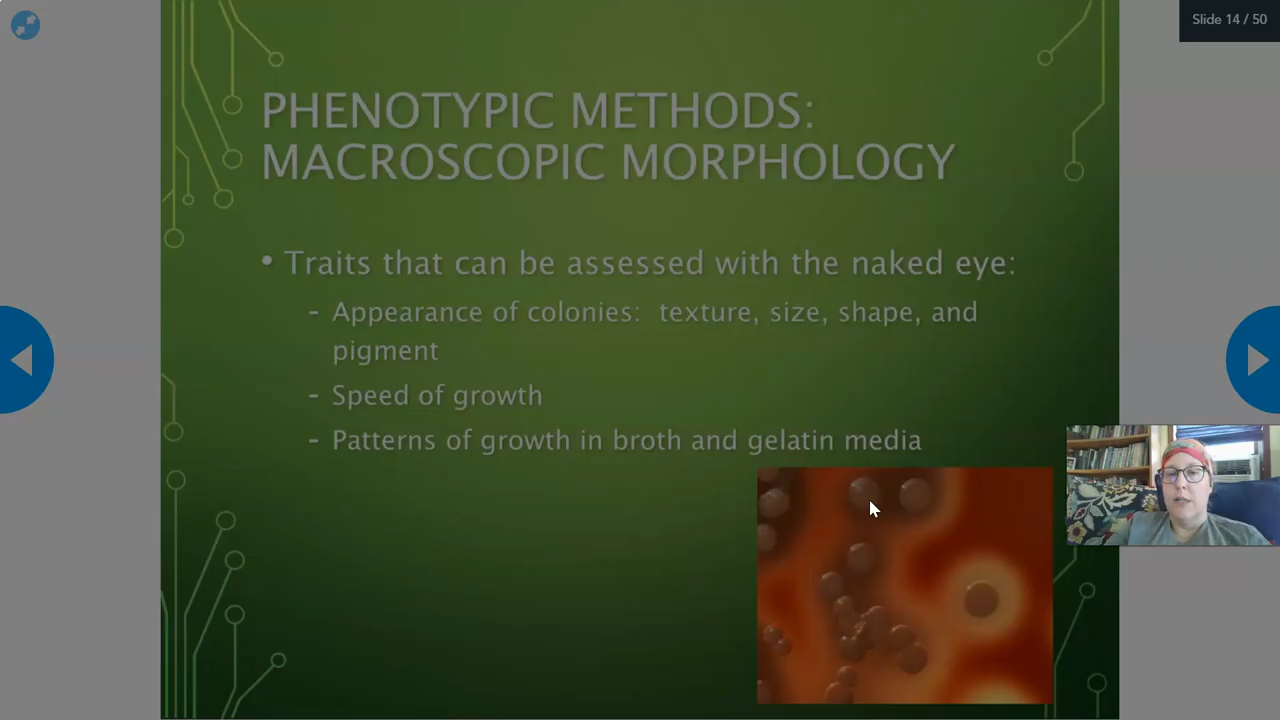 Slide 14 / 50
PHENOTYPIC METHODS:
MACROSCOPIC MORPHOLOGY
• Traits that can be assessed with the naked eye:
- Appearance of colonies: texture, size, shape, and
pigment
- Speed of growth
- Patterns of growth in broth and gelatin media